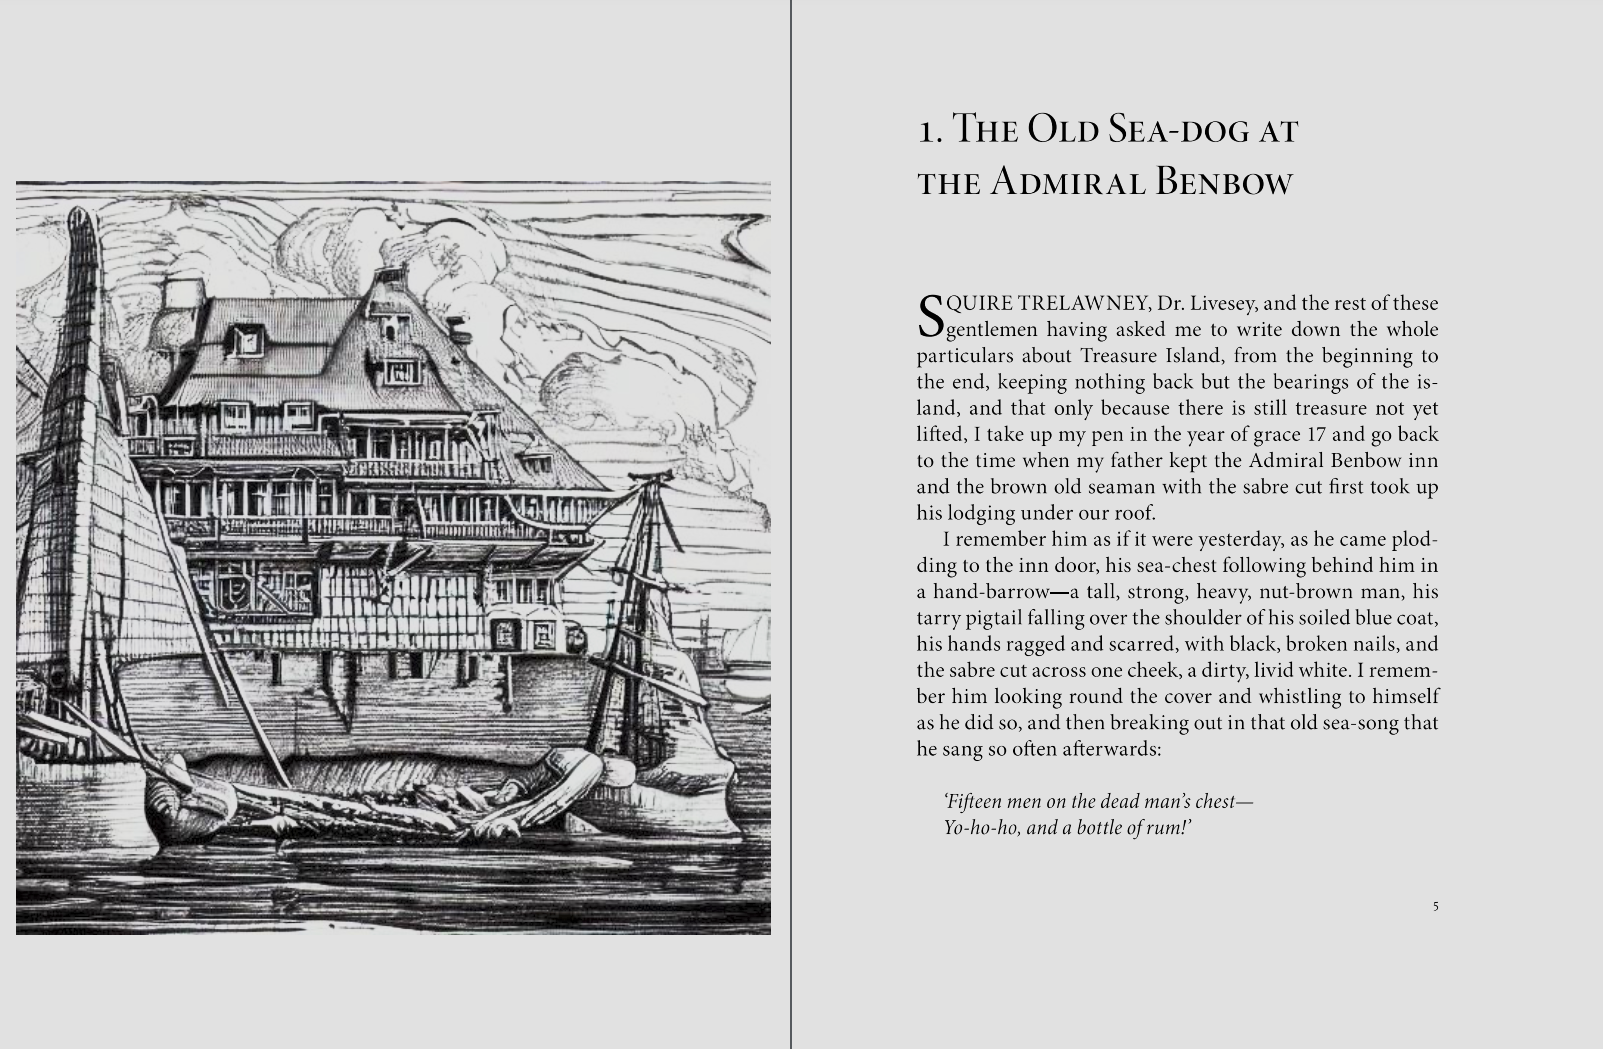 1. The Old Sea-dog at
the Admiral Benbow
SQUIRE TRELAWNEY, Dr. Livesey, and the rest of these
gentlemen having asked me to write down the whole
particulars about Treasure Island, from the beginning to
the end, keeping nothing back but the bearings of the is-
land, and that only because there is still treasure not yet
lifted, I take up my pen in the year of grace 17 and go back
to the time when my father kept the Admiral Benbow inn
and the brown old seaman with the sabre cut first took up
his lodging under our roof.
I remember him as if it were yesterday, as he came plod-
ding to the inn door, his sea-chest following behind him in
a hand-barrow—a tall, strong, heavy, nut-brown man, his
tarry pigtail falling over the shoulder of his soiled blue coat,
his hands ragged and scarred, with black, broken nails, and
the sabre cut across one cheek, a dirty, livid white. I remem-
ber him looking round the cover and whistling to himself
as he did so, and then breaking out in that old sea-song that
he sang so often afterwards:
‘Fifteen men on the dead man’s chest—
Yo-ho-ho, and a bottle of rum!’
5